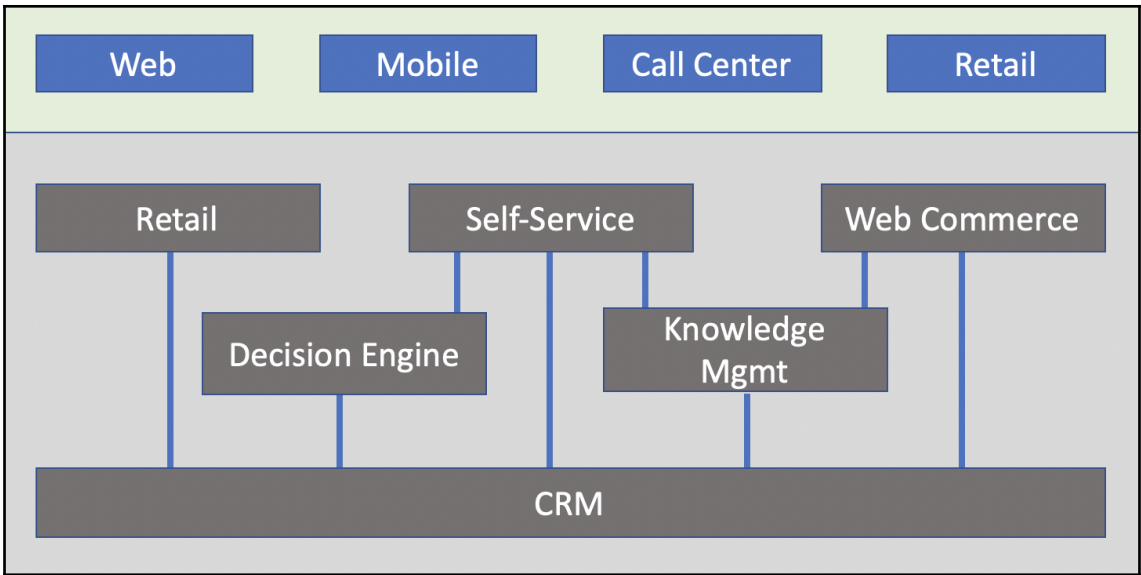 Web
Mobile
Call Center
Retail
Retail
Self-Service
Web Commerce
Decision Engine
Knowledge
Mgmt
CRM